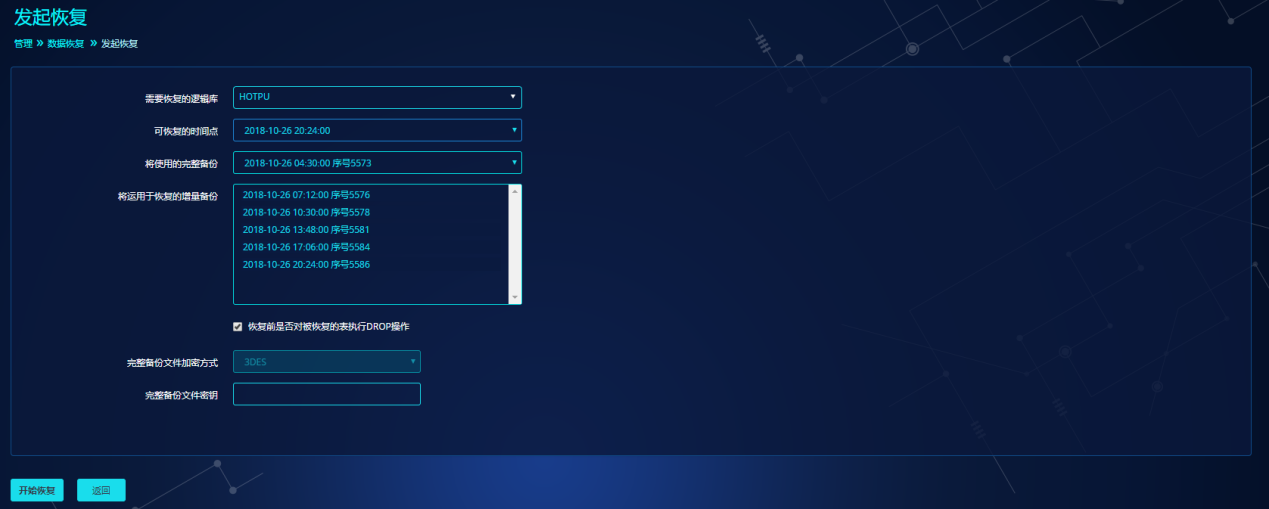 发起恢复
管理 » 数据恢复 » 发起恢复
需要恢复的逻辑库 HOTPU
可恢复的时间点 2018-10-26 20:24:00
将使用的完整备份 2018-10-26 04:30:00 序号5573
将运用于恢复的增量备份 2018-10-26 07:12:00 序号5576
2018-10-26 10:30:00 序号5578
2018-10-26 13:48:00 序号5581
2018-10-26 17:06:00 序号5584
2018-10-26 20:24:00 序号5586
恢复前是否对被恢复的表执行DROP操作
完整备份文件加密方式 3DES
完整备份文件密钥
开始恢复 返回